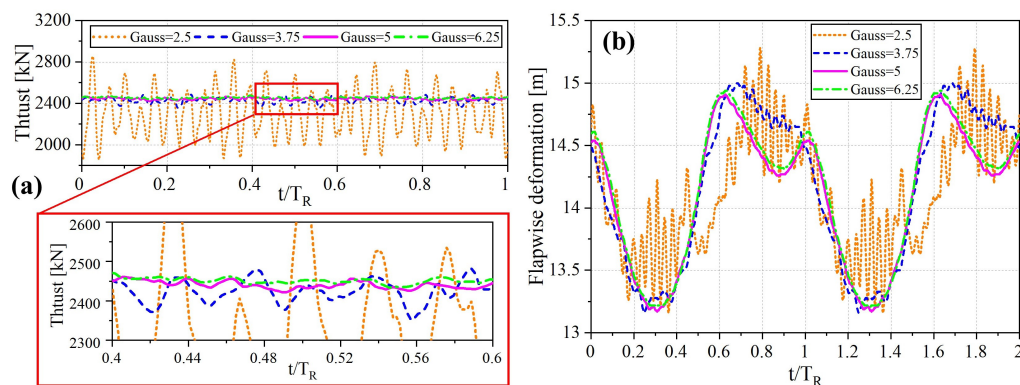 3200
2800
2400
2000
Thtust [kN]
Gauss=2.5 Gauss=3.75 Gauss=5 Gauss=6.25
0 0.2 0.4 0.6 0.8 1
t/T_R
(a)
2600
2500
2400
2300
Thtust [kN]
0.4 0.44 0.48 0.52 0.56 0.6
t/T_R
15.5
15
14.5
14
13.5
13
Flapwise deformation [m]
(b)
Gauss=2.5
Gauss=3.75
Gauss=5
Gauss=6.25
0 0.2 0.4 0.6 0.8 1 1.2 1.4 1.6 1.8 2
t/T_R